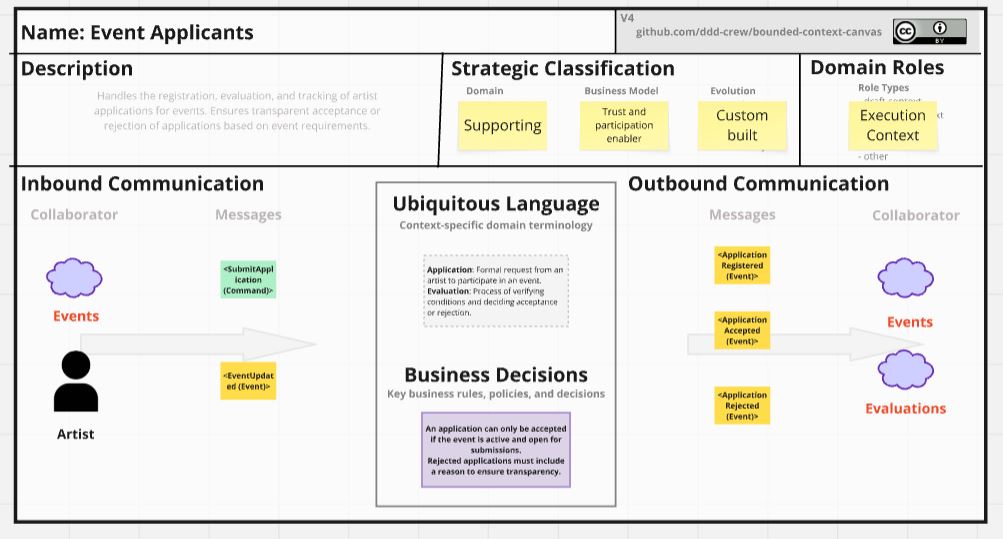 Name: Event Applicants
V4
github.com/ddd-crew/bounded-context-canvas
cc
BY
Description
Handles the registration, evaluation, and tracking of artist
applications for events. Ensures transparent acceptance or
rejection of applications based on event requirements.
Strategic Classification
Domain
Business Model
Evolution
Supporting
Trust and
participation
enabler
Custom
built
Domain Roles
Role Types
Execution
Context
- other
Inbound Communication
Collaborator
Messages
Events
Artist
<SubmitAppl
ication
(Command)>
<EventUpdat
ed (Event)>
Ubiquitous Language
Context-specific domain terminology
Application: Formal request from an
artist to participate in an event.
Evaluation: Process of verifying
conditions and deciding acceptance
or rejection.
Business Decisions
Key business rules, policies, and decisions
An application can only be accepted
if the event is active and open for
submissions.
Rejected applications must include
a reason to ensure transparency.
Outbound Communication
Messages
Collaborator
<Application
Registered
(Event)>
<Application
Accepted
(Event)>
<Application
Rejected
(Event)>
Events
Evaluations